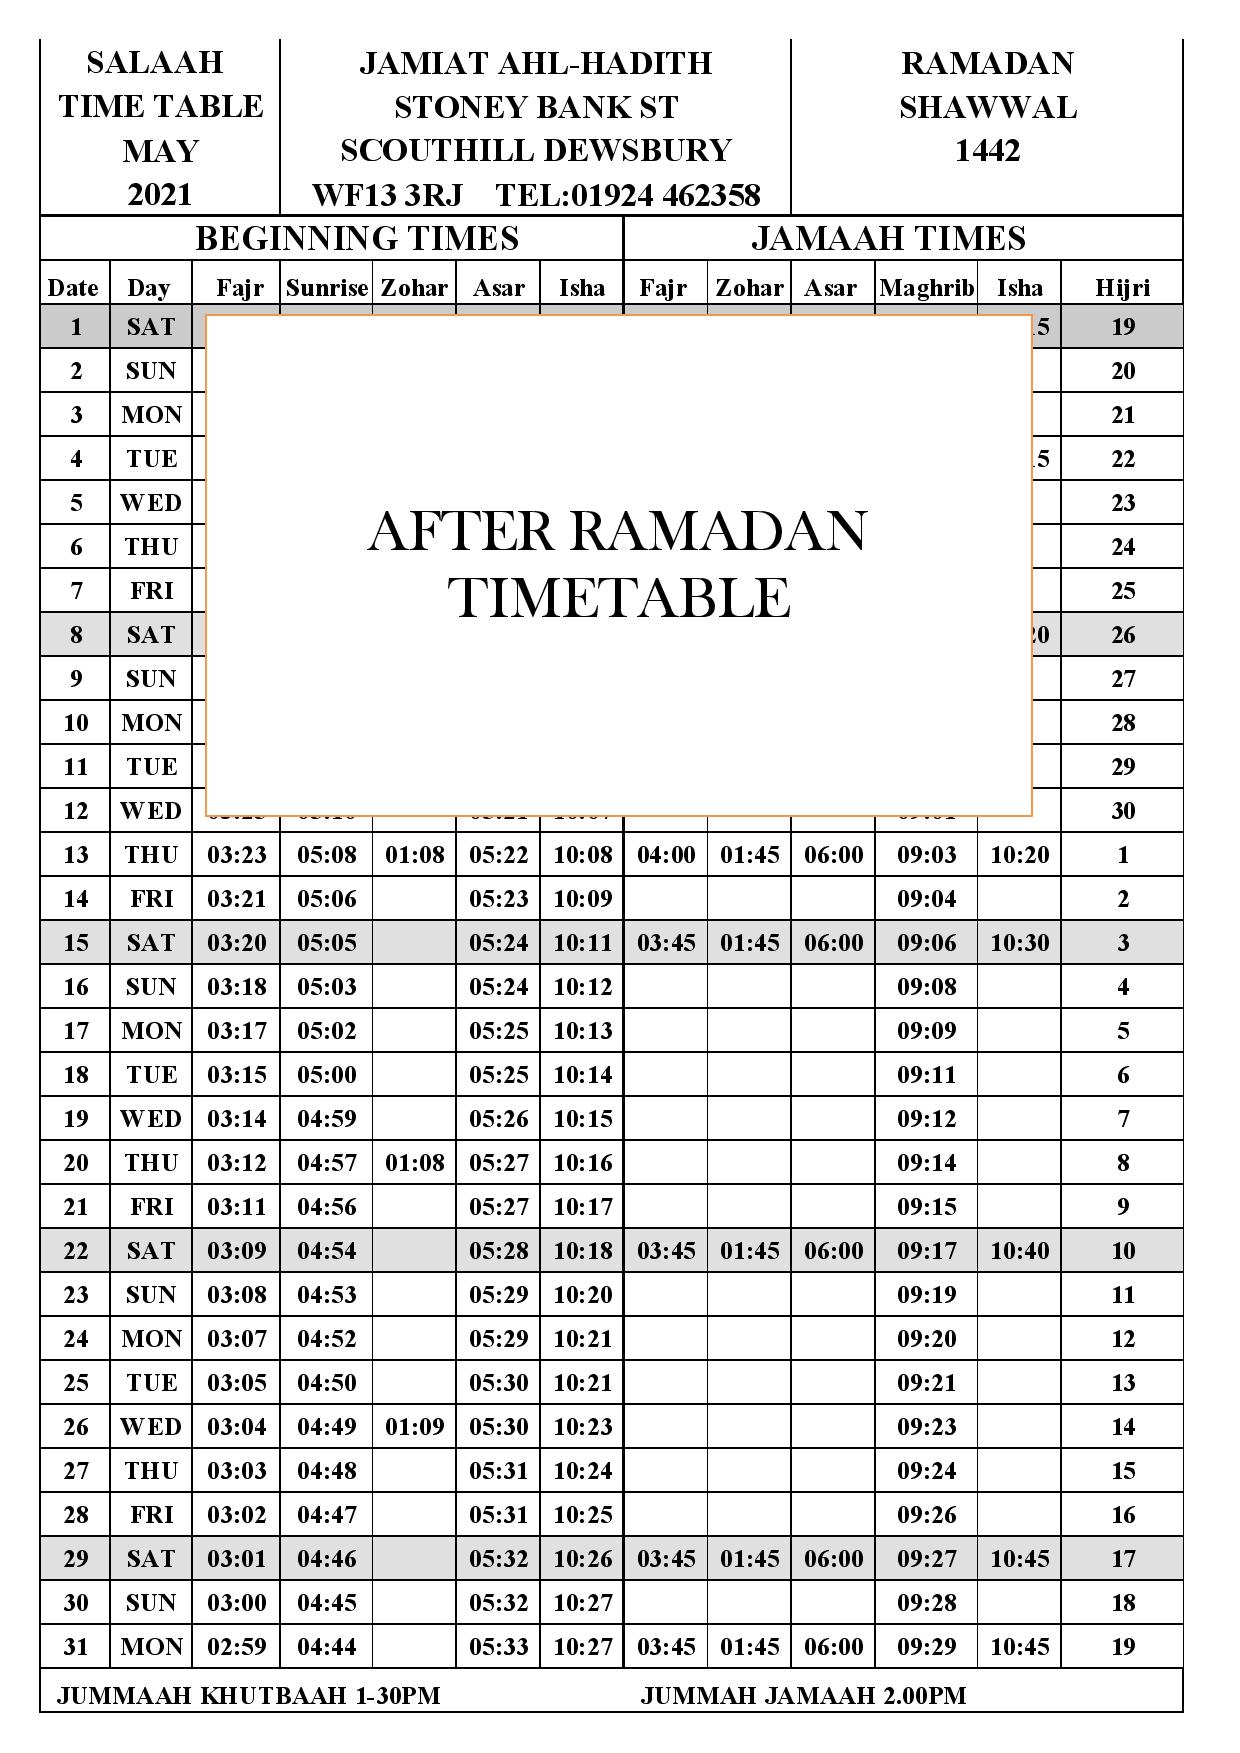 SALAAH
TIME TABLE
MAY
2021
JAMIAT AHL-HADITH
STONEY BANK ST
SCOUTHILL DEWSBURY
WF13 3RJ TEL:01924 462358
RAMADAN
SHAWWAL
1442
BEGINNING TIMES JAMAAH TIMES
Date Day Fajr Sunrise Zohar Asar Isha Fajr Zohar Asar Maghrib Isha Hijri
1 SAT 19
2 SUN 20
3 MON 21
4 TUE 22
5 WED 23
6 THU 24
7 FRI 25
8 SAT 26
9 SUN 27
10 MON 28
11 TUE 29
12 WED 30
AFTER RAMADAN
TIMETABLE
13 THU 03:23 05:08 01:08 05:22 10:08 04:00 01:45 06:00 09:03 10:20 1
14 FRI 03:21 05:06 05:23 10:09 09:04 2
15 SAT 03:20 05:05 05:24 10:11 03:45 01:45 06:00 09:06 10:30 3
16 SUN 03:18 05:03 05:24 10:12 09:08 4
17 MON 03:17 05:02 05:25 10:13 09:09 5
18 TUE 03:15 05:00 05:25 10:14 09:11 6
19 WED 03:14 04:59 05:26 10:15 09:12 7
20 THU 03:12 04:57 01:08 05:27 10:16 09:14 8
21 FRI 03:11 04:56 05:27 10:17 09:15 9
22 SAT 03:09 04:54 05:28 10:18 03:45 01:45 06:00 09:17 10:40 10
23 SUN 03:08 04:53 05:29 10:20 09:19 11
24 MON 03:07 04:52 05:29 10:21 09:20 12
25 TUE 03:05 04:50 05:30 10:21 09:21 13
26 WED 03:04 04:49 01:09 05:30 10:23 09:23 14
27 THU 03:03 04:48 05:31 10:24 09:24 15
28 FRI 03:02 04:47 05:31 10:25 09:26 16
29 SAT 03:01 04:46 05:32 10:26 03:45 01:45 06:00 09:27 10:45 17
30 SUN 03:00 04:45 05:32 10:27 09:28 18
31 MON 02:59 04:44 05:33 10:27 03:45 01:45 06:00 09:29 10:45 19
JUMMAAH KHUTBAAH 1-30PM JUMMAH JAMAAH 2.00PM